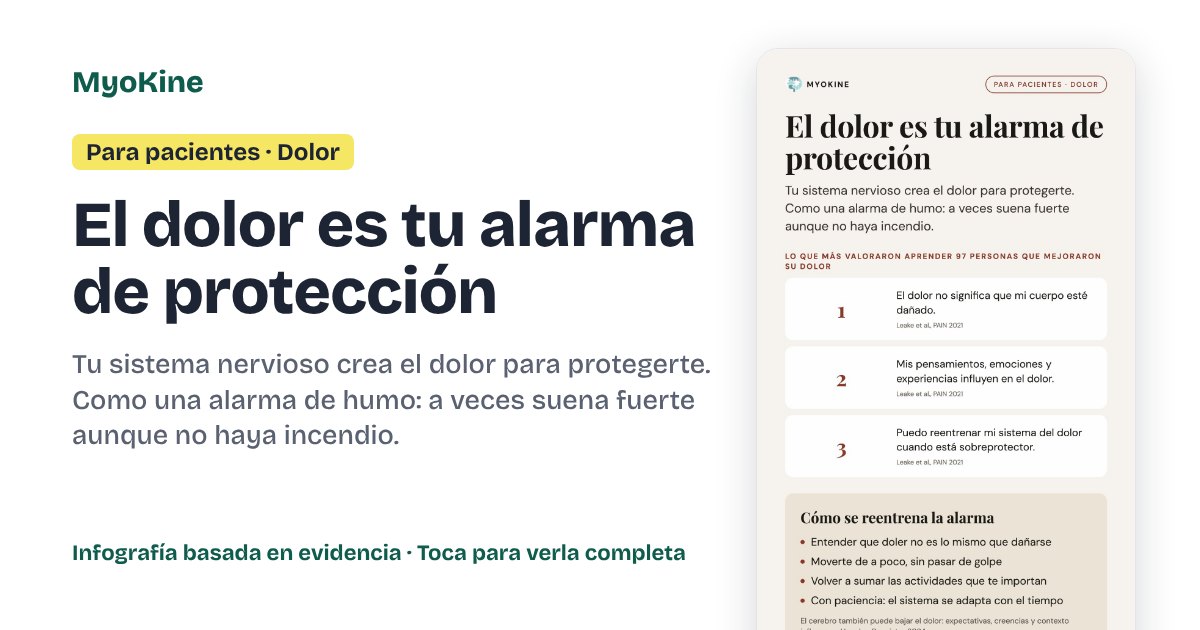 MyoKine
Para pacientes · Dolor
El dolor es tu alarma
de protección
Tu sistema nervioso crea el dolor para protegerte.
Como una alarma de humo: a veces suena fuerte
aunque no haya incendio.
Infografía basada en evidencia · Toca para verla completa
MYOKINE
PARA PACIENTES · DOLOR
El dolor es tu alarma de
protección
Tu sistema nervioso crea el dolor para protegerte.
Como una alarma de humo: a veces suena fuerte
aunque no haya incendio.
LO QUE MÁS VALORARON APRENDER 97 PERSONAS QUE MEJORARON
SU DOLOR
1
El dolor no significa que mi cuerpo esté
dañado.
Leake et al., PAIN 2021
2
Mis pensamientos, emociones y
experiencias influyen en el dolor.
Leake et al., PAIN 2021
3
Puedo reentrenar mi sistema del dolor
cuando está sobreprotector.
Leake et al., PAIN 2021
Cómo se reentrena la alarma
• Entender que doler no es lo mismo que dañarse
• Moverte de a poco, sin pasar de golpe
• Volver a sumar las actividades que te importan
• Con paciencia: el sistema se adapta con el tiempo
El cerebro también puede bajar el dolor: expectativas, creencias y contexto